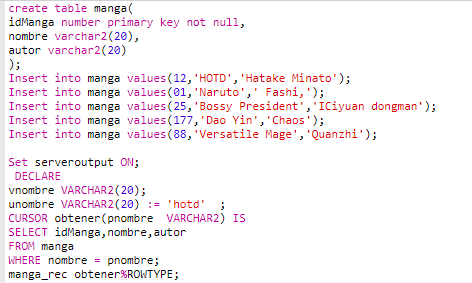 create table manga(
idManga number primary key not null,
nombre varchar2(20),
autor varchar2(20)
);
Insert into manga values(12,'HOTD','Hatake Minato');
Insert into manga values(01,'Naruto',' Fashi,');
Insert into manga values(25,'Bossy President','ICiyuan dongman');
Insert into manga values(177,'Dao Yin','Chaos');
Insert into manga values(88,'Versatile Mage','Quanzhi');

Set serveroutput ON;
DECLARE
vnombre VARCHAR2(20);
unombre VARCHAR2(20) := 'hotd'  ;
CURSOR obtener(pnombre  VARCHAR2) IS
SELECT idManga,nombre,autor
FROM manga
WHERE nombre = pnombre;
manga_rec obtener%ROWTYPE;